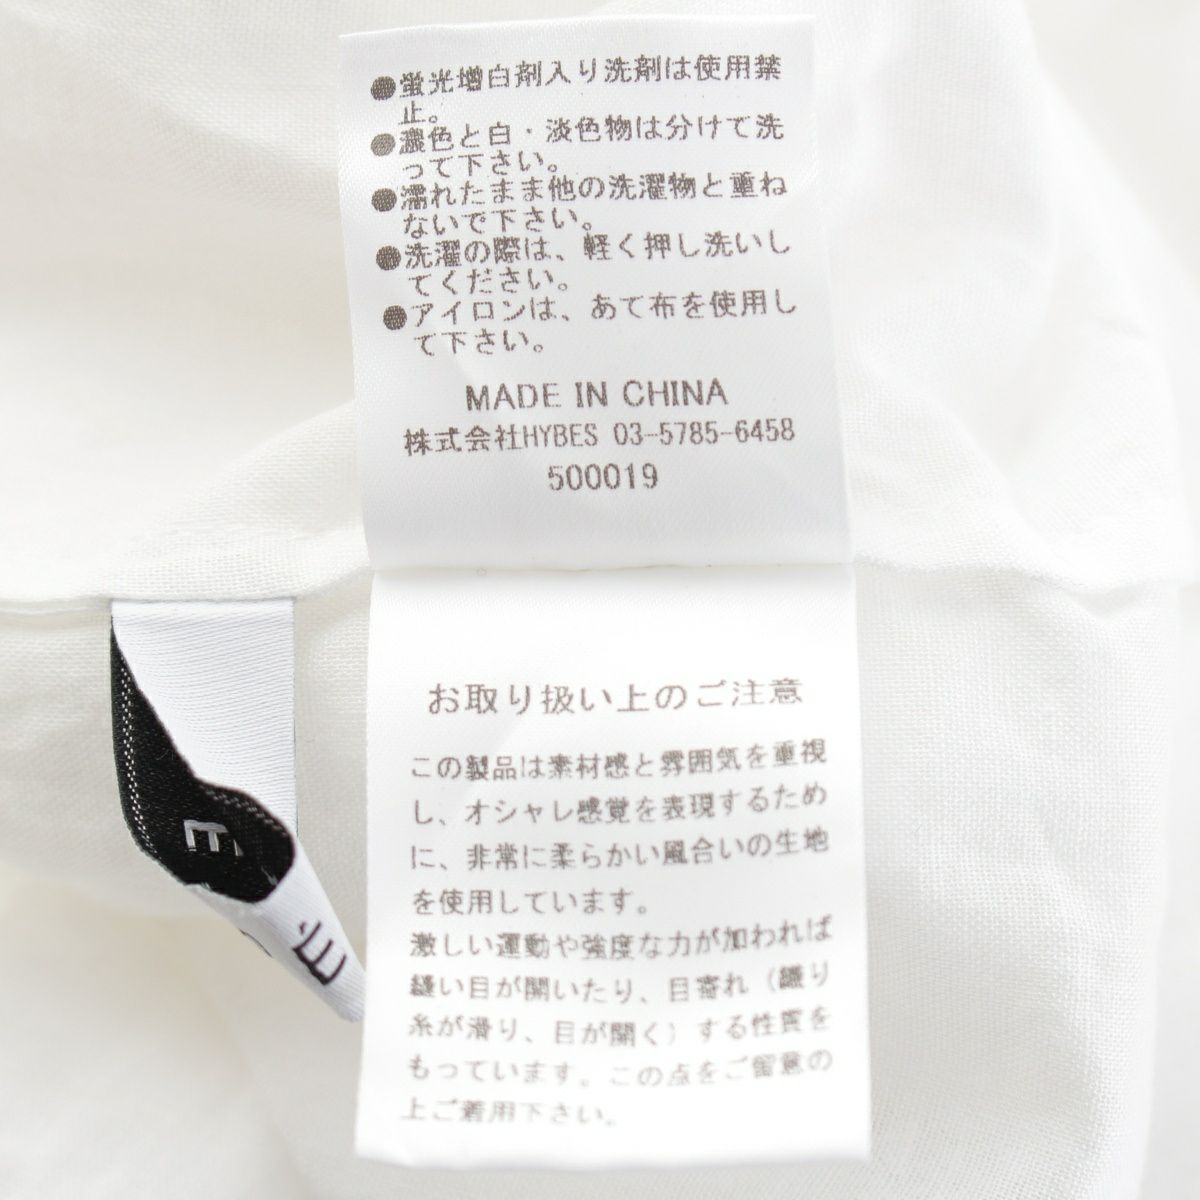 ●蛍光増白剤入り洗剤は使用禁
止。
●濃色と白・淡色物は分けて洗
って下さい。
●濡れたまま他の洗濯物と重ね
ないで下さい。
●洗濯の際は、軽く押し洗いし
てください。
●アイロンは、あて布を使用し
て下さい。
MADE IN CHINA
株式会社HYBES 03-5785-6458
500019
お取り扱い上のご注意
この製品は素材感と雰囲気を重視
し、オシャレ感覚を表現するため
に、非常に柔らかい風合いの生地
を使用しています。
激しい運動や強度な力が加われば
縫い目が開いたり、目寄れ（織り
糸が滑り、目が開く）する性質を
もっています。この点をご留意の
上ご着用下さい。